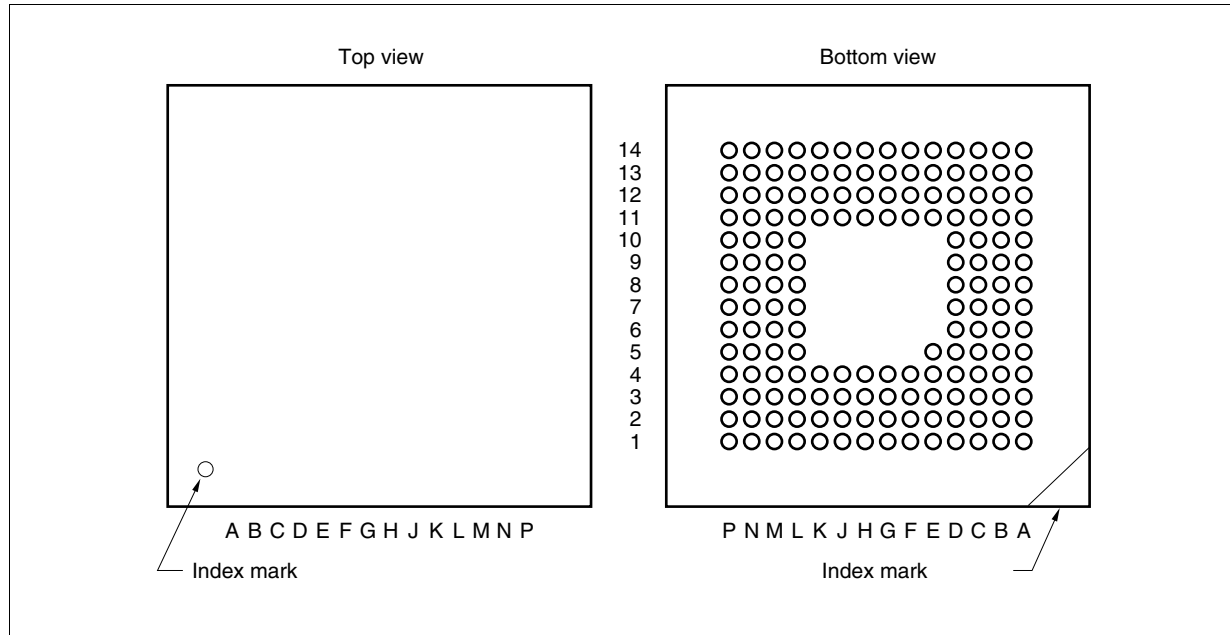 Top view
Bottom view
14
13
12
11
10
9
8
7
6
5
4
3
2
1
A B C D E F G H J K L M N P
P N M L K J H G F E D C B A
Index mark
Index mark